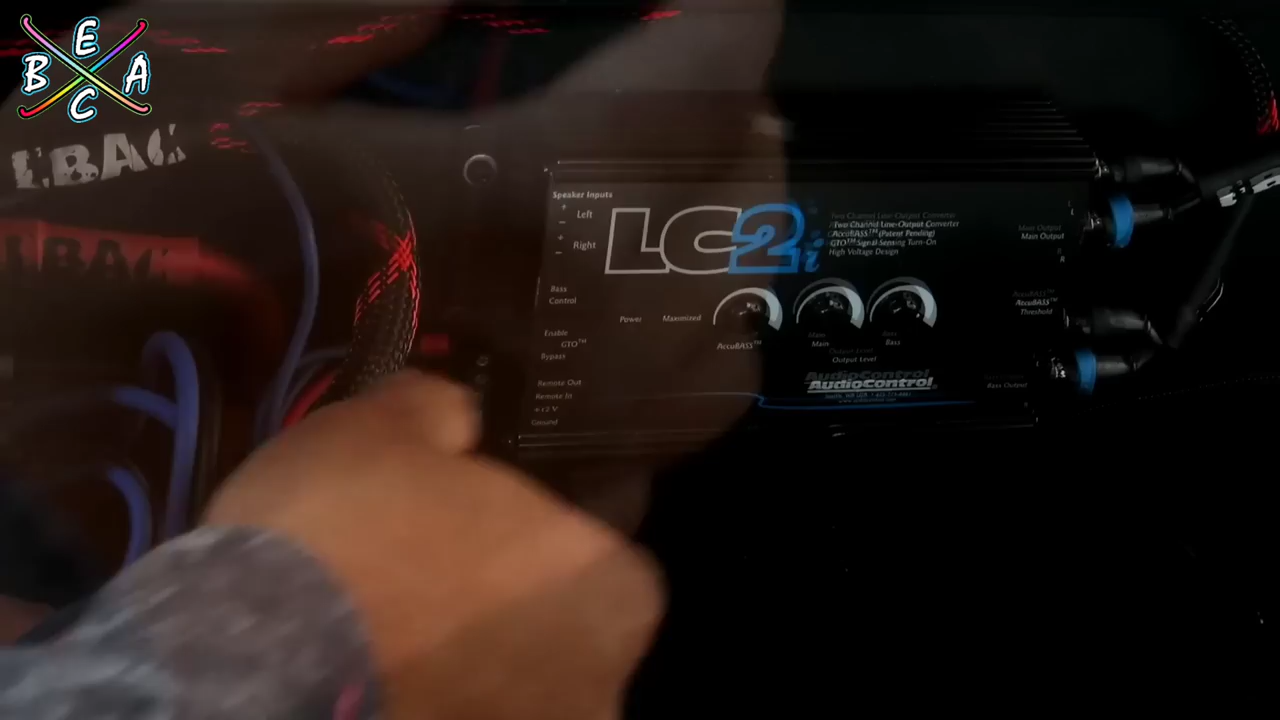 E
B A
C
LBAC
LBAC
Speaker Inputs
+
Left
-
+
Right
-
Bass
Control
Enable
GTO™
Bypass
Remote Out
Remote In
+12 V
Ground
LC2i
Power
Maximized
AccuBASS™
Main
Bass
Output Level
Two Channel Line-Output Converter
AccuBASS™ (Patent Pending)
GTO™ Signal Sensing Turn-On
High Voltage Design
AudioControl
L
Main Output
R
AccuBASS™
Threshold
Bass Output